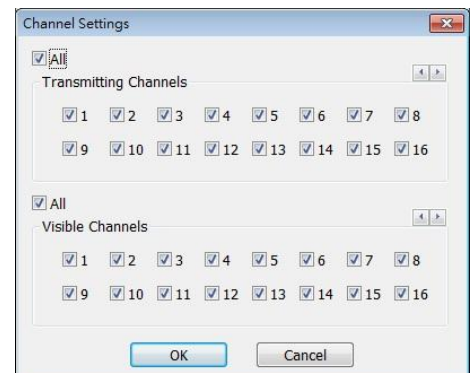 Channel Settings
All
Transmitting Channels
1 2 3 4 5 6 7 8
9 10 11 12 13 14 15 16
All
Visible Channels
1 2 3 4 5 6 7 8
9 10 11 12 13 14 15 16
OK Cancel